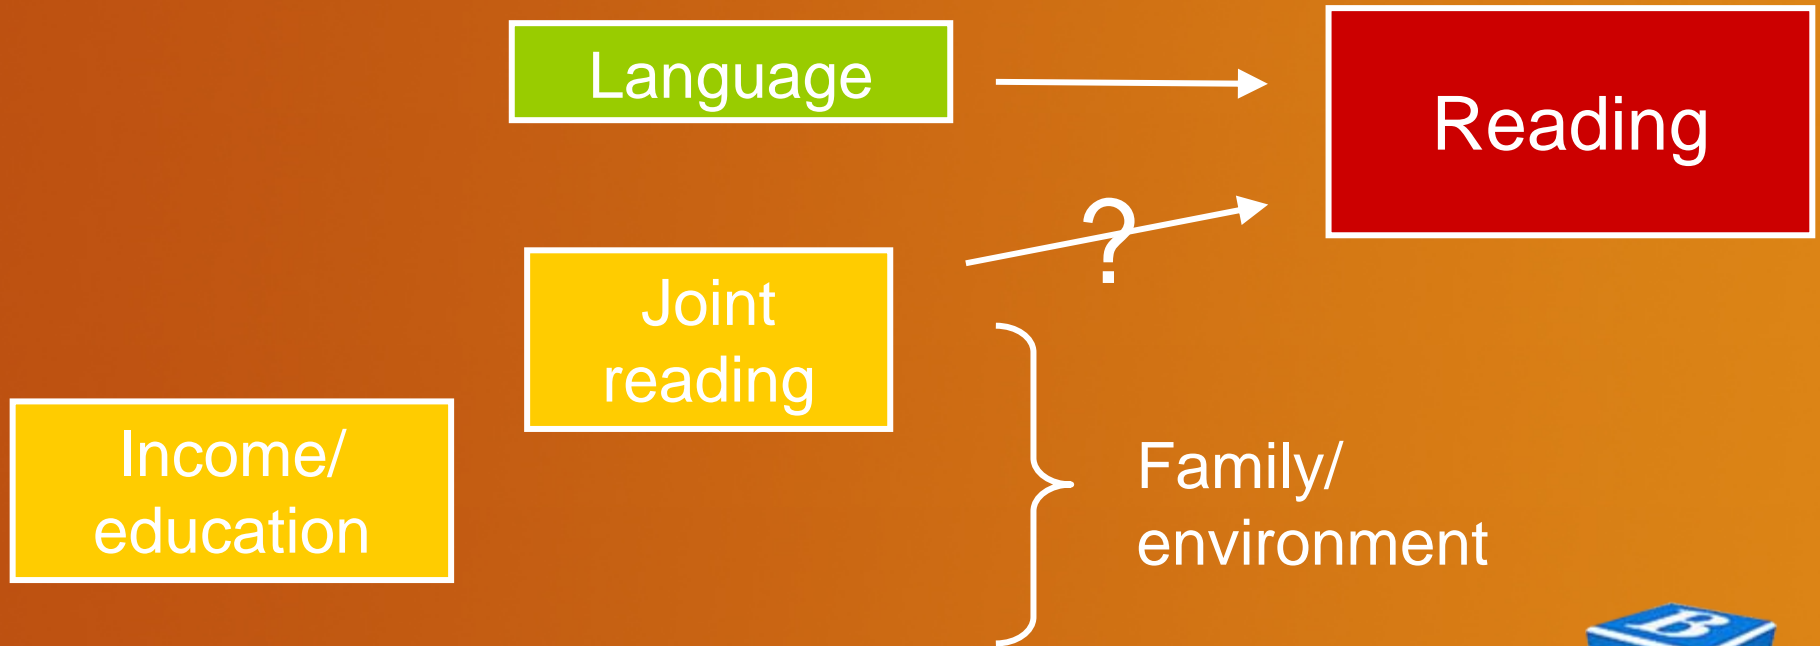 Language
Reading
?
Joint
reading
Income/
education
Family/
environment
B